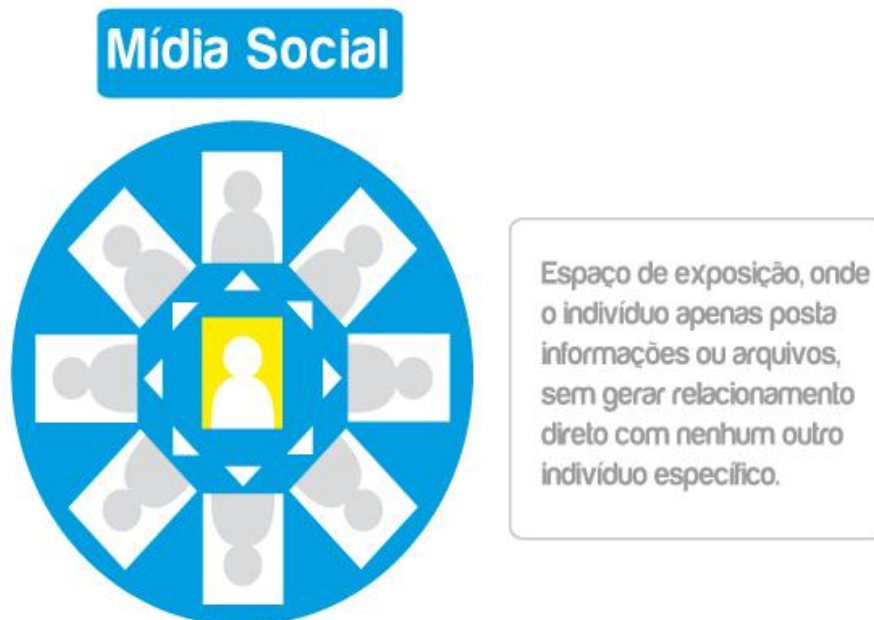 Mídia Social
Espaço de exposição, onde
o indivíduo apenas posta
informações ou arquivos,
sem gerar relacionamento
direto com nenhum outro
indivíduo específico.